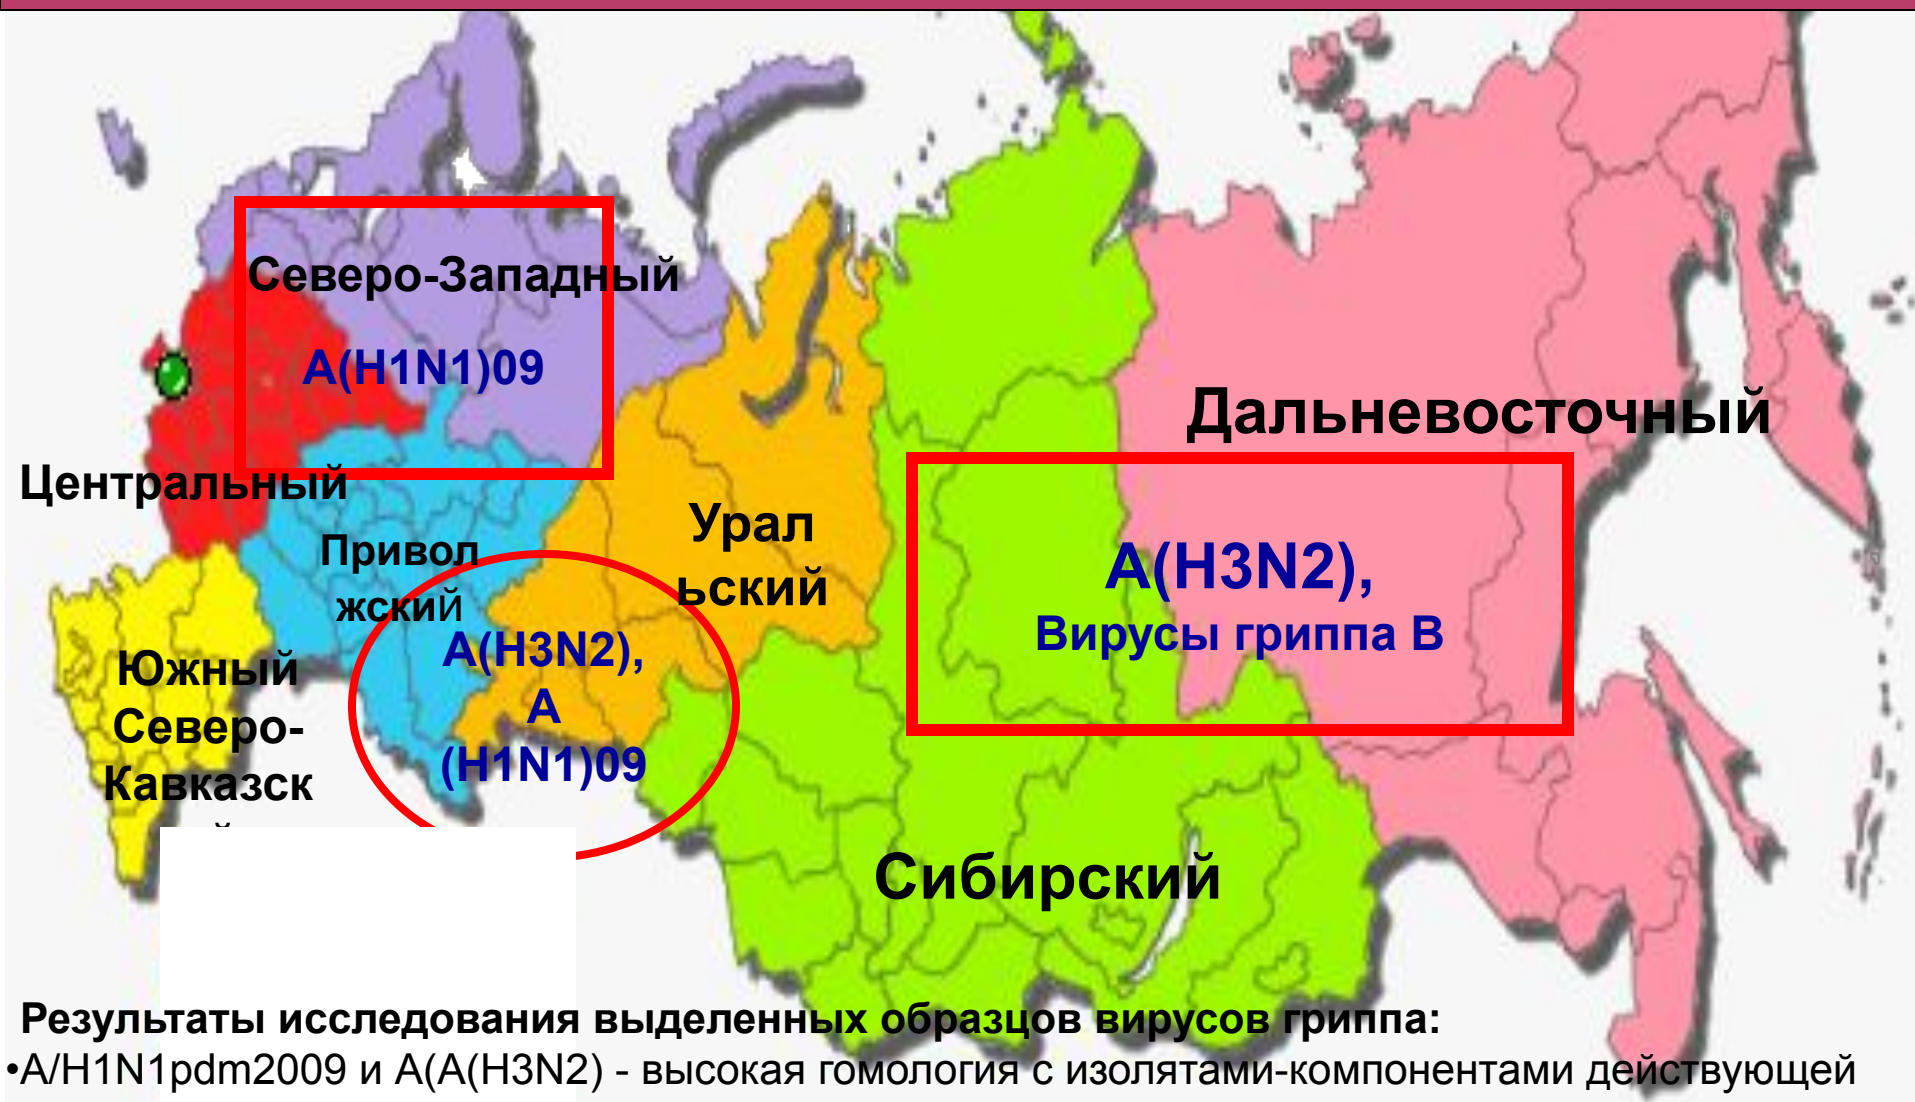 Северо-Западный
A(H1N1)09
Дальневосточный
Центральный
Урал
ьский
Привол
жский
A(H3N2),
Вирусы гриппа В
A(H3N2),
A
(H1N1)09
Южный
Северо-
Кавказск
Сибирский
Результаты исследования выделенных образцов вирусов гриппа:
•A/H1N1pdm2009 и A(A(H3N2) - высокая гомология с изолятами-компонентами действующей